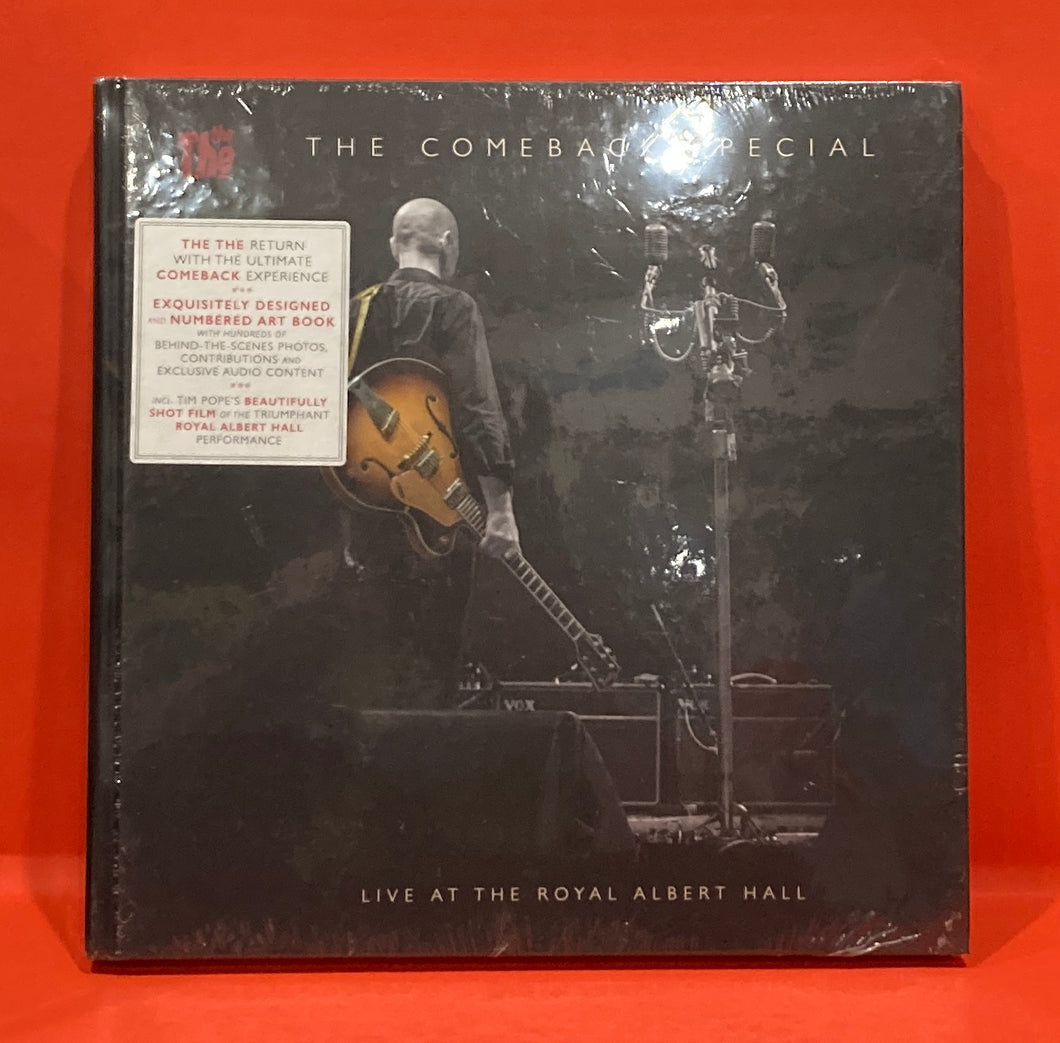 the The
THE COMEBACK SPECIAL
THE THE RETURN
WITH THE ULTIMATE
COMEBACK EXPERIENCE
EXQUISITELY DESIGNED
AND NUMBERED ART BOOK
WITH HUNDREDS OF
BEHIND-THE-SCENES PHOTOS,
CONTRIBUTIONS AND
EXCLUSIVE AUDIO CONTENT
INCL. TIM POPE'S BEAUTIFULLY
SHOT FILM OF THE TRIUMPHANT
ROYAL ALBERT HALL
PERFORMANCE
VOX
VOX
LIVE AT THE ROYAL ALBERT HALL